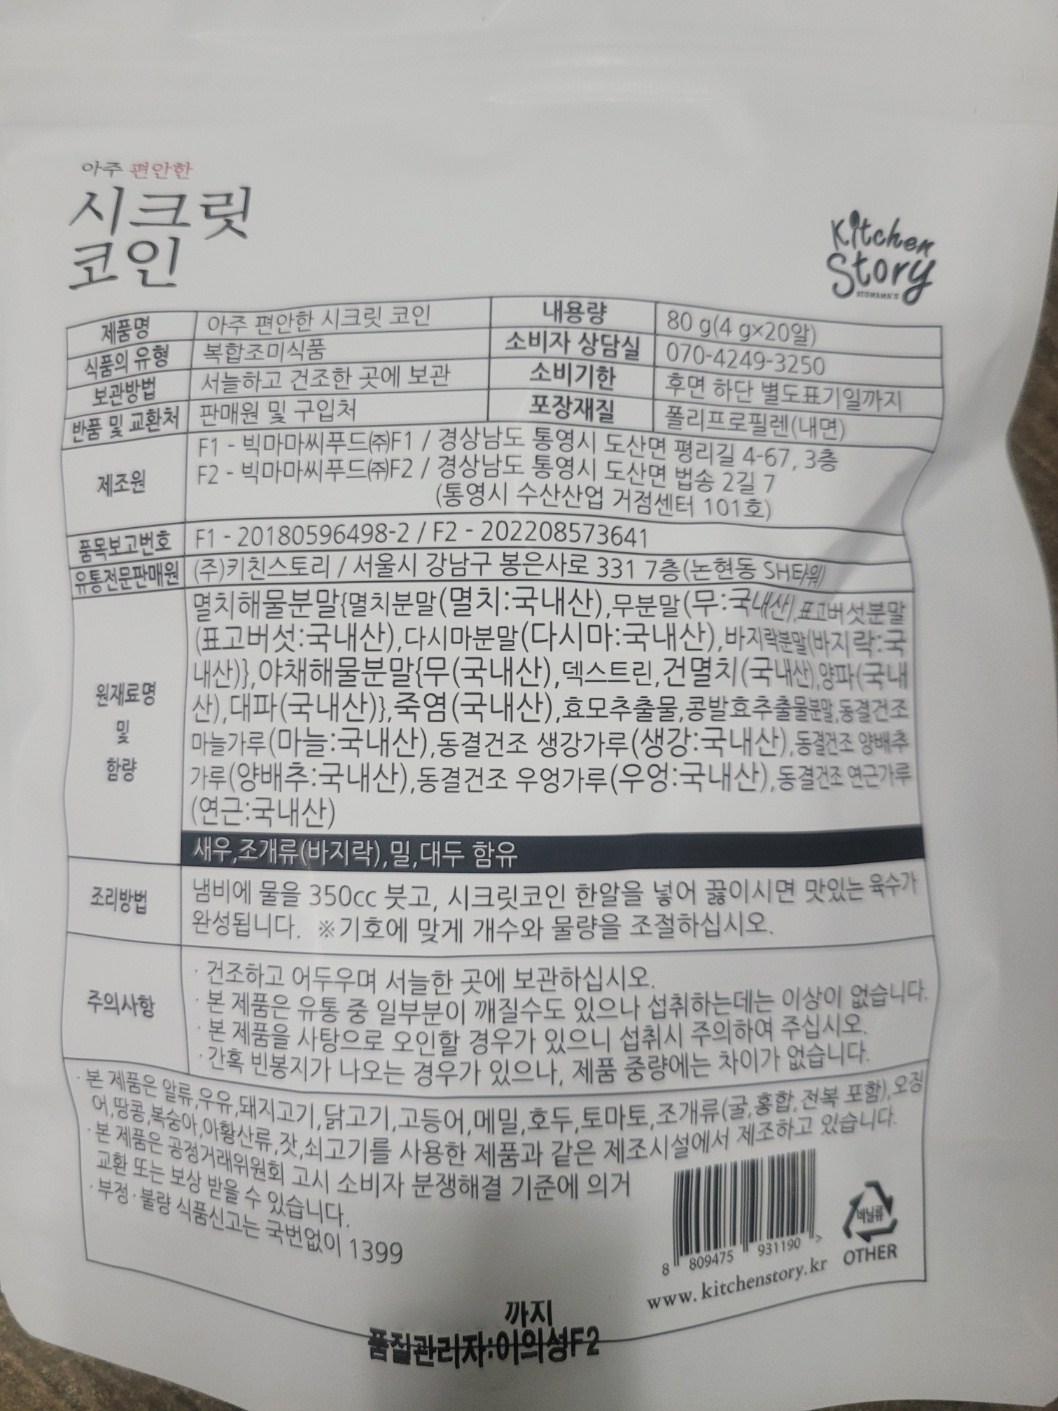 아주 편안한
시크릿
코인
Kitchen
Story
제품명 아주 편안한 시크릿 코인 내용량 80 g(4 g×20알)
식품의 유형 복합조미식품 소비자 상담실 070-4249-3250
보관방법 서늘하고 건조한 곳에 보관 소비기한 후면 하단 별도표기일까지
반품 및 교환처 판매원 및 구입처 포장재질 폴리프로필렌(내면)
제조원 F1 - 빅마마씨푸드㈜F1 / 경상남도 통영시 도산면 평리길 4-67, 3층
F2 - 빅마마씨푸드㈜F2 / 경상남도 통영시 도산면 법송 2길 7
(통영시 수산산업 거점센터 101호)
품목보고번호 F1 - 20180596498-2 / F2 - 202208573641
유통전문판매원 (주)키친스토리 / 서울시 강남구 봉은사로 331 7층(논현동 SH타워)
원재료명 및 함량
멸치해물분말{멸치분말(멸치:국내산),무분말(무:국내산),표고버섯분말
(표고버섯:국내산),다시마분말(다시마:국내산),바지락분말(바지락:국
내산)},야채해물분말{무(국내산),덱스트린,건멸치(국내산),양파(국내
산),대파(국내산)},죽염(국내산),효모추출물,콩발효추출물분말,동결건조
마늘가루(마늘:국내산),동결건조 생강가루(생강:국내산),동결건조 양배추
가루(양배추:국내산),동결건조 우엉가루(우엉:국내산),동결건조 연근가루
(연근:국내산)
새우,조개류(바지락),밀,대두 함유
조리방법 냄비에 물을 350cc 붓고, 시크릿코인 한알을 넣어 끓이시면 맛있는 육수가
완성됩니다. ※기호에 맞게 개수와 물량을 조절하십시오.
주의사항
· 건조하고 어두우며 서늘한 곳에 보관하십시오.
· 본 제품은 유통 중 일부분이 깨질수도 있으나 섭취하는데는 이상이 없습니다.
· 본 제품을 사탕으로 오인할 경우가 있으니 섭취시 주의하여 주십시오.
· 간혹 빈봉지가 나오는 경우가 있으나, 제품 중량에는 차이가 없습니다.
· 본 제품은 알류,우유,돼지고기,닭고기,고등어,메밀,호두,토마토,조개류(굴,홍합,전복 포함),오징
어,땅콩,복숭아,아황산류,잣,쇠고기를 사용한 제품과 같은 제조시설에서 제조하고 있습니다.
· 본 제품은 공정거래위원회 고시 소비자 분쟁해결 기준에 의거
교환 또는 보상 받을 수 있습니다.
· 부정·불량 식품신고는 국번없이 1399
8 809475 931190 >
비닐류
OTHER
www.kitchenstory.kr
까지
품질관리자:이의성F2